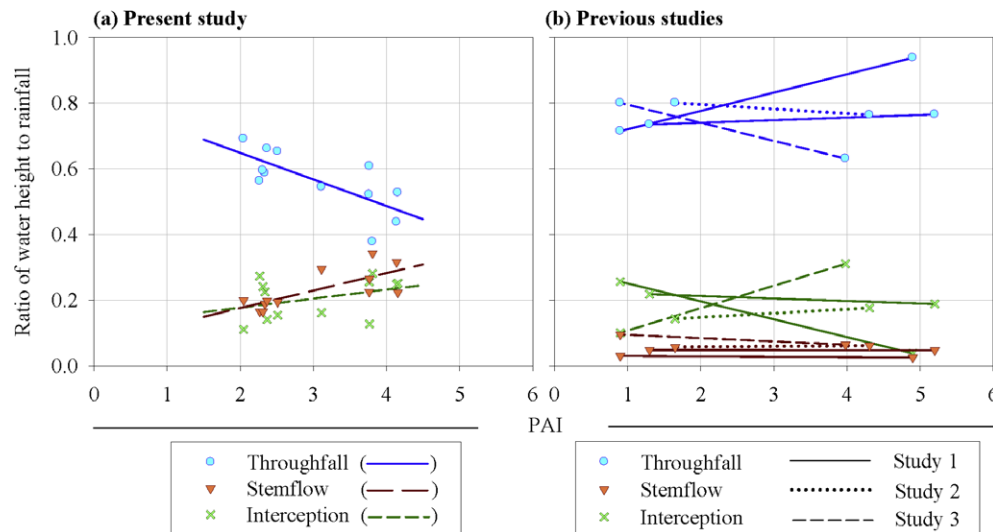 (a) Present study
(b) Previous studies
Ratio of water height to rainfall
1.0
0.8
0.6
0.4
0.2
0.0
0 1 2 3 4 5 6
0 1 2 3 4 5 6
PAI
Throughfall ( )
Stemflow ( )
Interception ( )
Throughfall Study 1
Stemflow Study 2
Interception Study 3